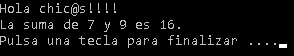 Hola chic@s!!!!
La suma de 7 y 9 es 16.
Pulsa una tecla para finalizar ....